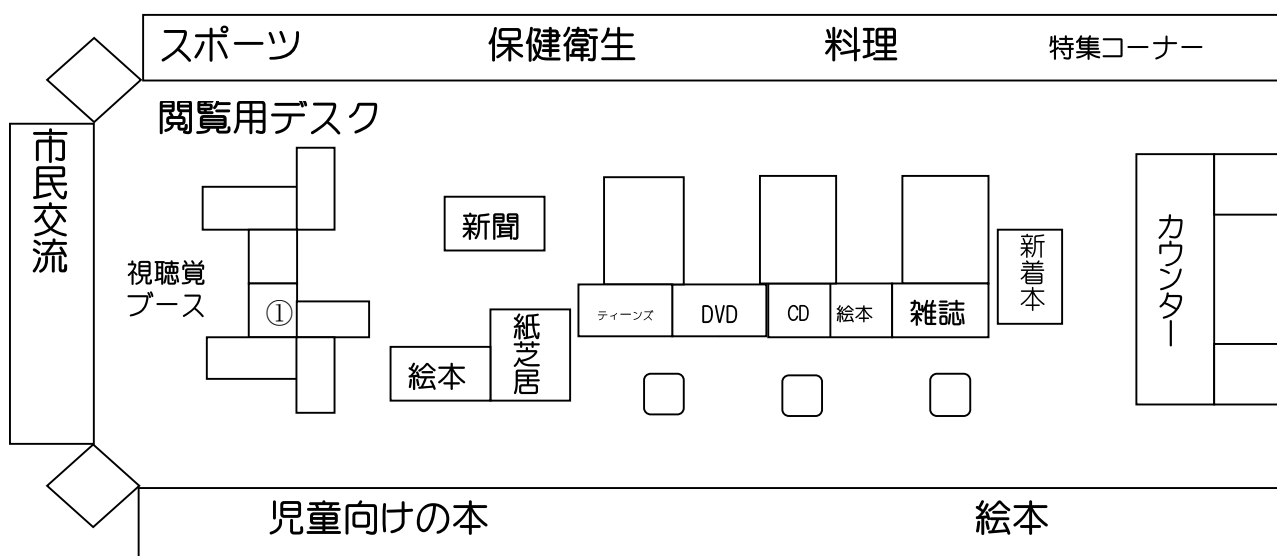 スポーツ
保健衛生
料理
特集コーナー
閲覧用デスク
市民交流
新聞
視聴覚
ブース
①
新着本
カウンター
ティーンズ
DVD
CD
絵本
雑誌
紙芝居
絵本
児童向けの本
絵本